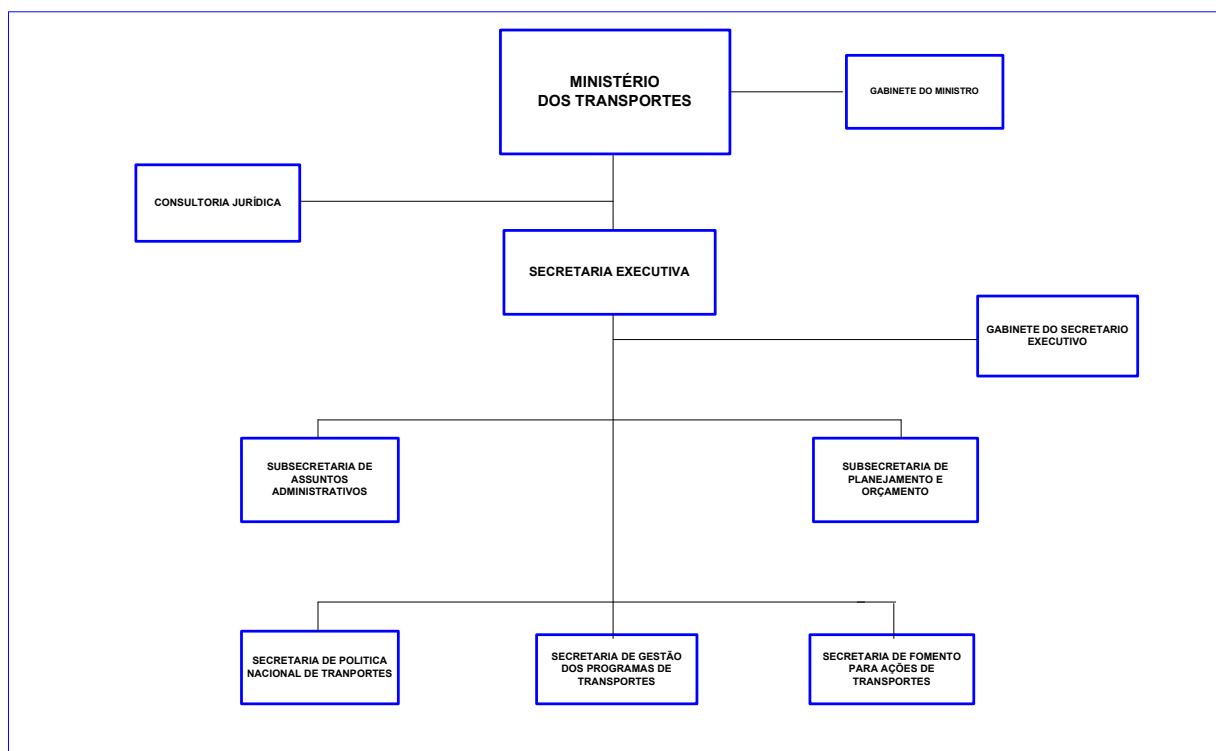 MINISTÉRIO
DOS TRANSPORTES
GABINETE DO MINISTRO
CONSULTORIA JURÍDICA
SECRETARIA EXECUTIVA
GABINETE DO SECRETARIO
EXECUTIVO
SUBSECRETARIA DE
ASSUNTOS
ADMINISTRATIVOS
SUBSECRETARIA DE
PLANEJAMENTO E
ORÇAMENTO
SECRETARIA DE POLITICA
NACIONAL DE TRANPORTES
SECRETARIA DE GESTÃO
DOS PROGRAMAS DE
TRANSPORTES
SECRETARIA DE FOMENTO
PARA AÇÕES DE
TRANSPORTES